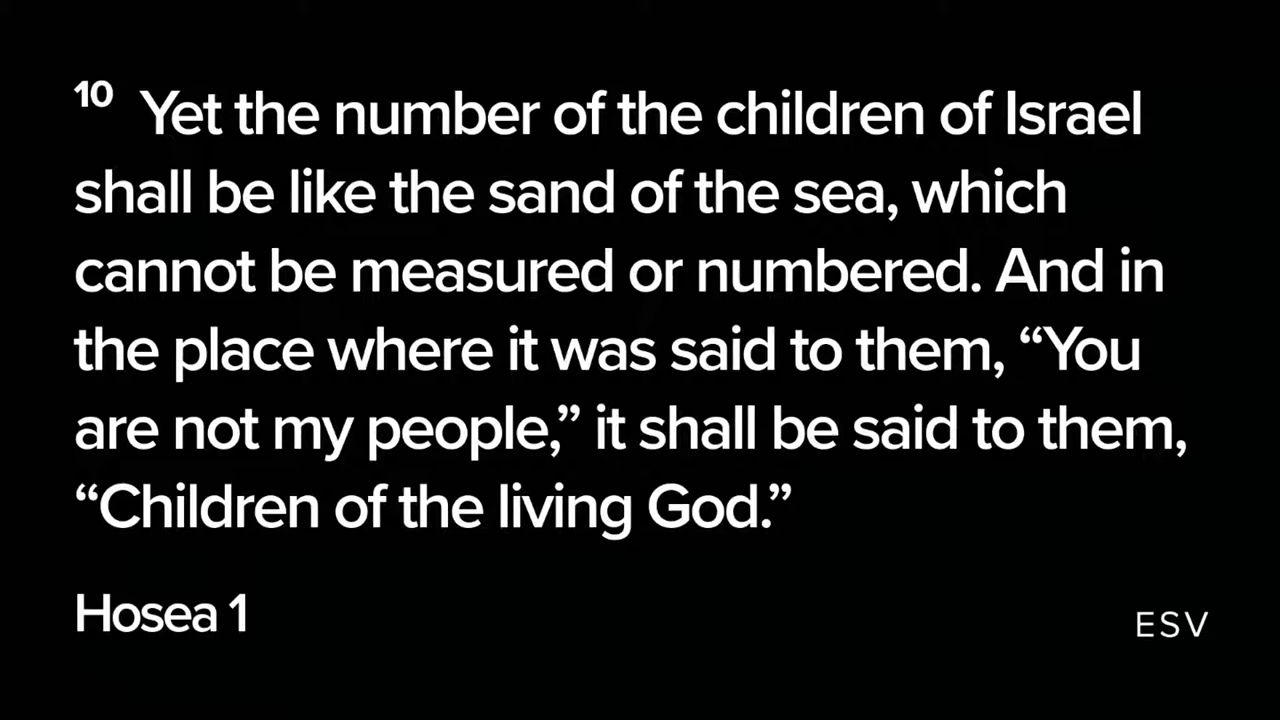 10 Yet the number of the children of Israel
shall be like the sand of the sea, which
cannot be measured or numbered. And in
the place where it was said to them, “You
are not my people,” it shall be said to them,
“Children of the living God.”
Hosea 1
ESV